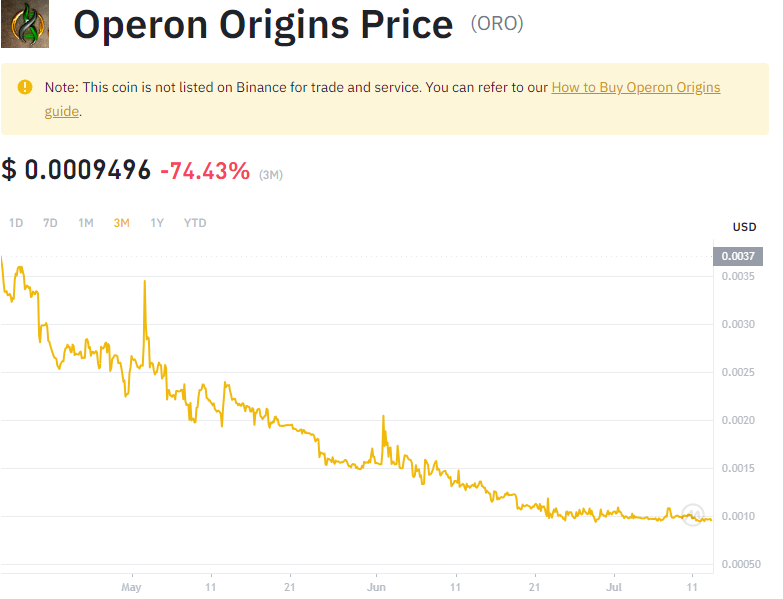 Operon Origins Price (ORO)
Note: This coin is not listed on Binance for trade and service. You can refer to our How to Buy Operon Origins
guide.
$ 0.0009496 -74.43% (3M)
1D 7D 1M 3M 1Y YTD
USD
0.0037
0.0035
0.0030
0.0025
0.0020
0.0015
0.0010
0.00050
May 11 21 Jun 11 21 Jul 11